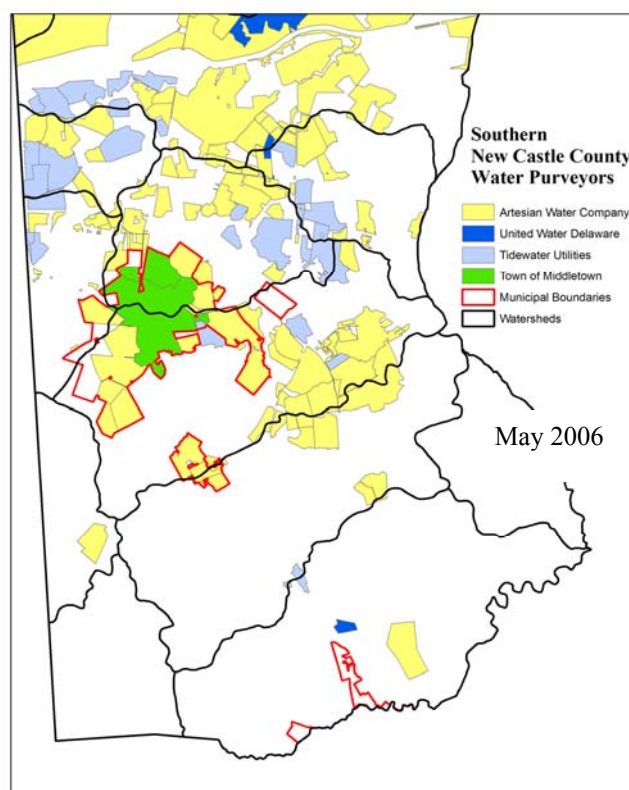 Southern
New Castle County
Water Purveyors
Artesian Water Company
United Water Delaware
Tidewater Utilities
Town of Middletown
Municipal Boundaries
Watersheds
May 2006